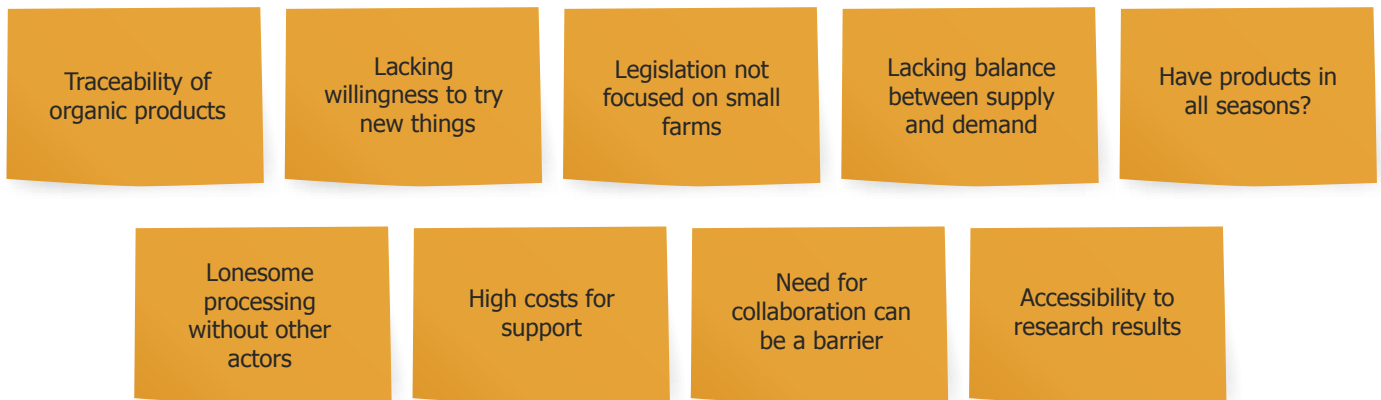 Traceability of
organic products
Lacking
willingness to try
new things
Legislation not
focused on small
farms
Lacking balance
between supply
and demand
Have products in
all seasons?
Lonesome
processing
without other
actors
High costs for
support
Need for
collaboration can
be a barrier
Accessibility to
research results